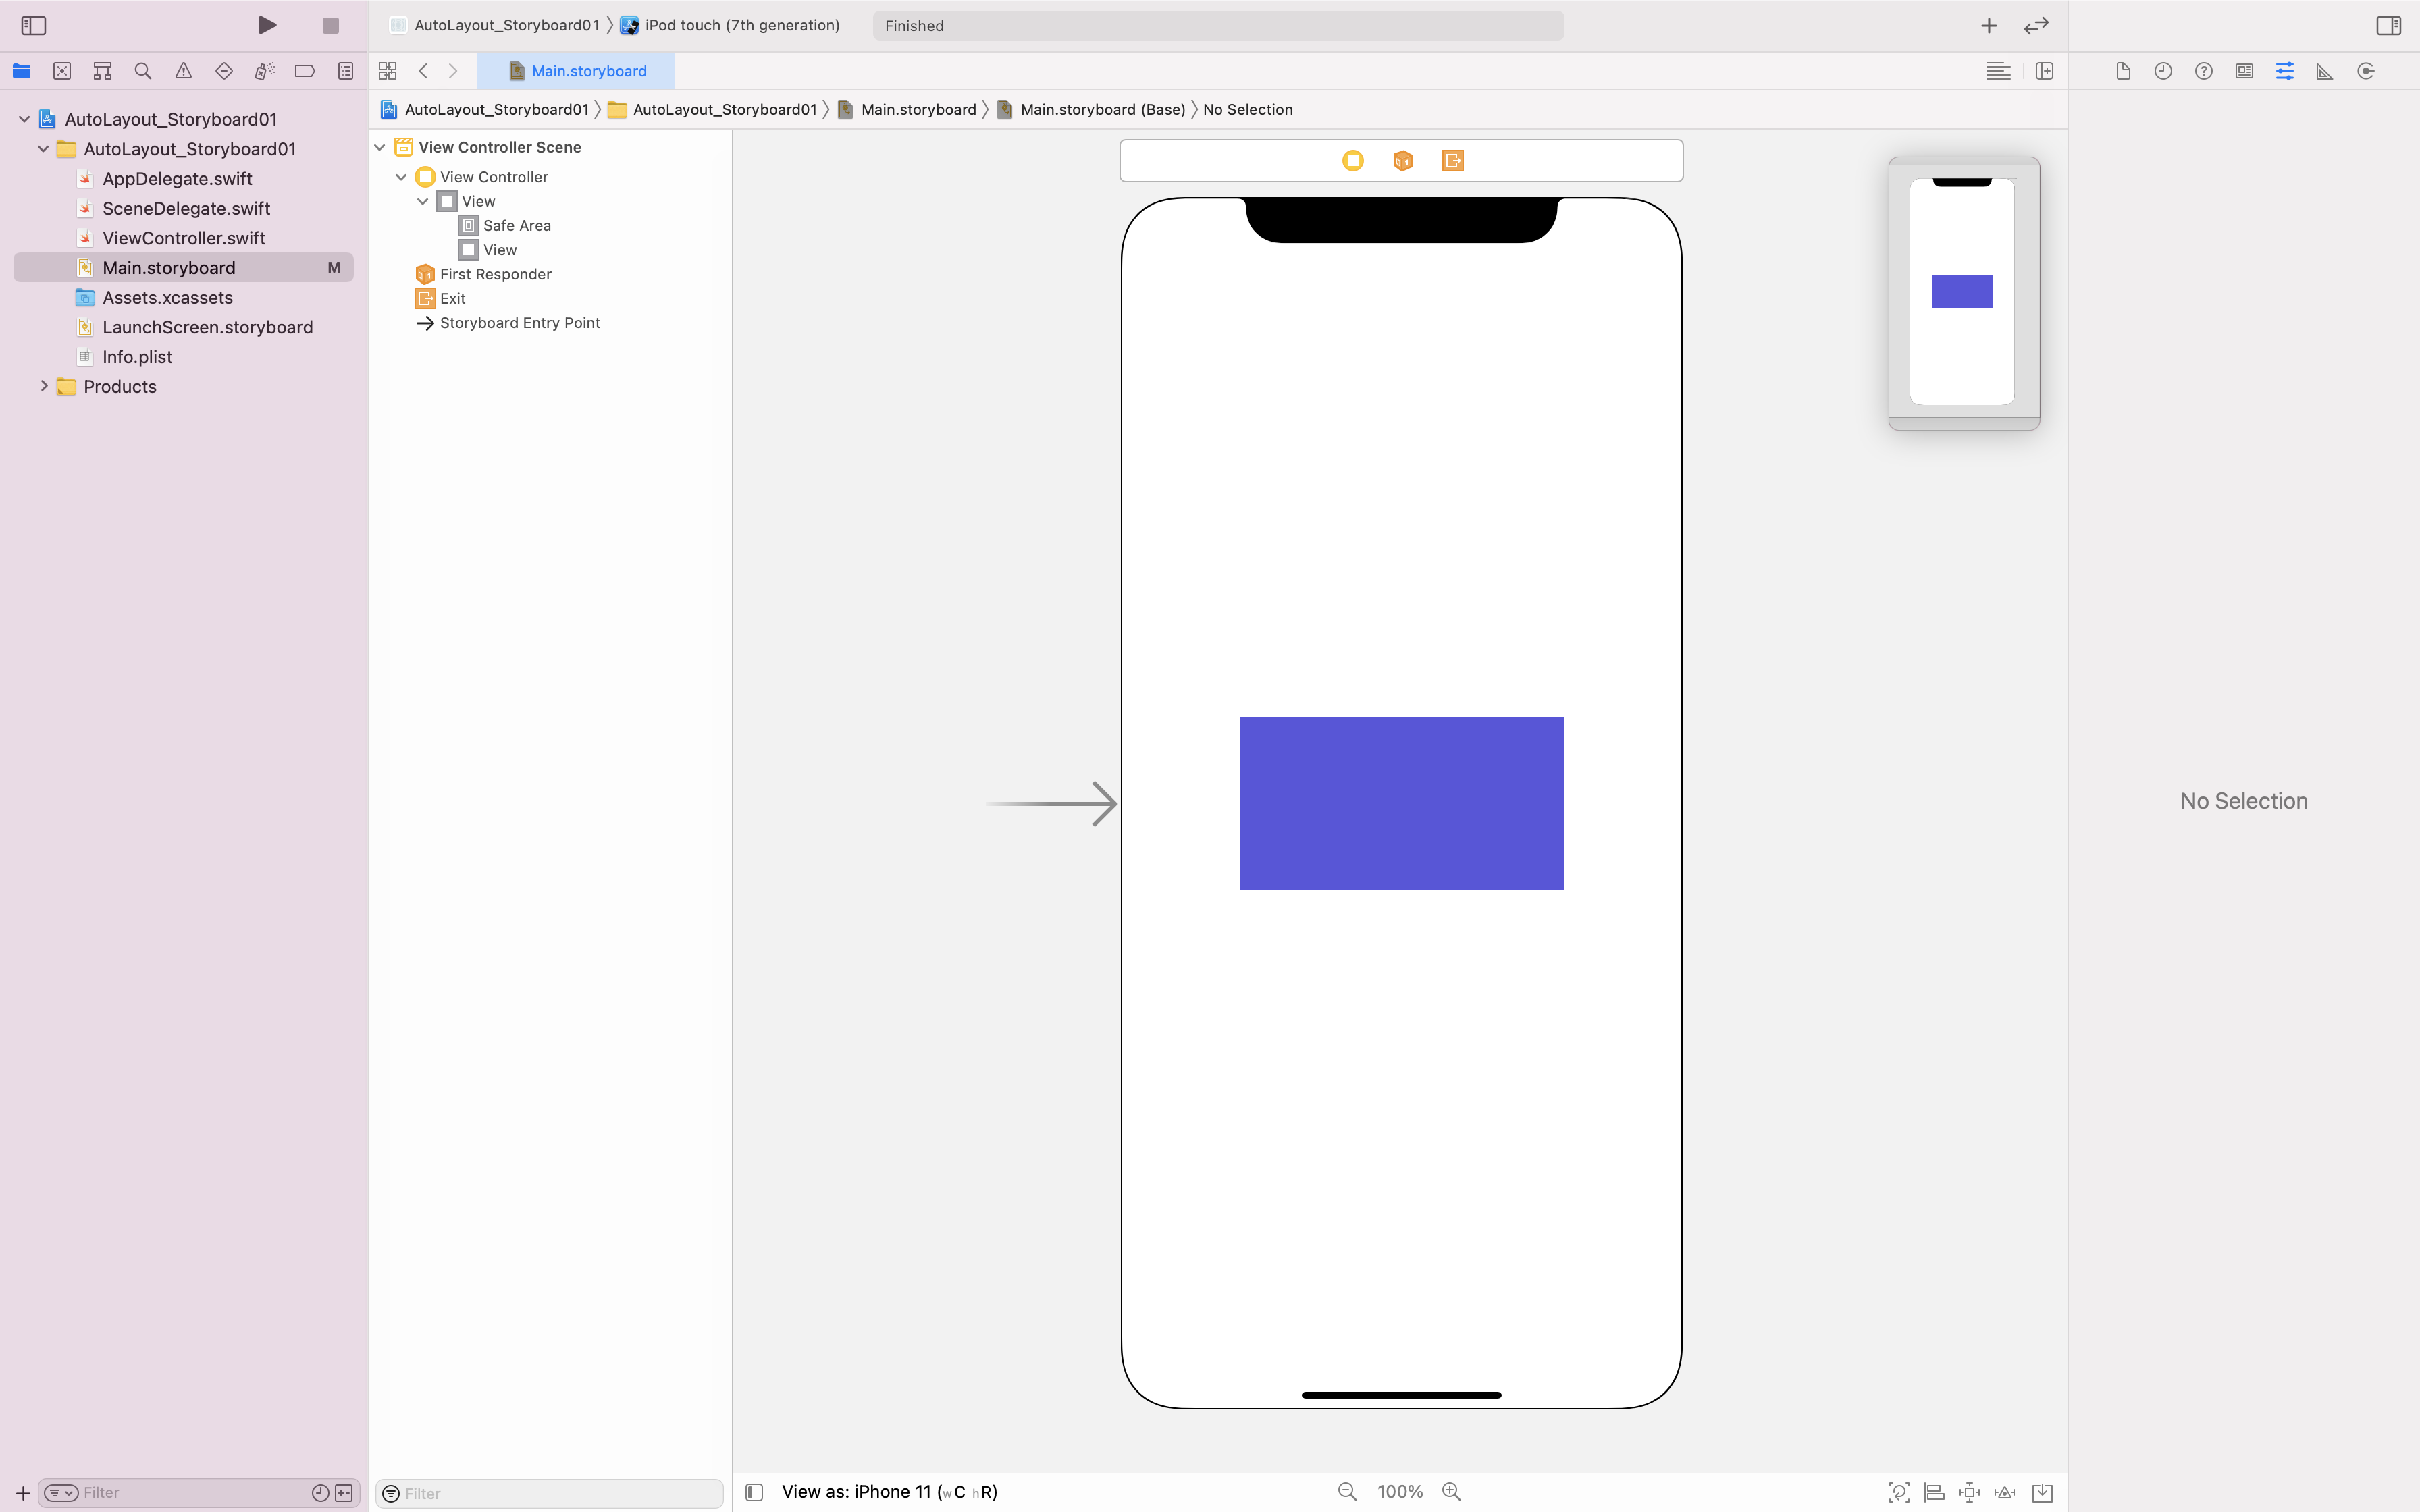 AutoLayout_Storyboard01 〉 iPod touch (7th generation)
Finished
Main.storyboard
AutoLayout_Storyboard01 〉 AutoLayout_Storyboard01 〉 Main.storyboard 〉 Main.storyboard (Base) 〉 No Selection
AutoLayout_Storyboard01
AutoLayout_Storyboard01
AppDelegate.swift
SceneDelegate.swift
ViewController.swift
Main.storyboard M
Assets.xcassets
LaunchScreen.storyboard
Info.plist
Products
Filter
View Controller Scene
View Controller
View
Safe Area
View
First Responder
Exit
Storyboard Entry Point
Filter
View as: iPhone 11 (wC hR)
100%
No Selection